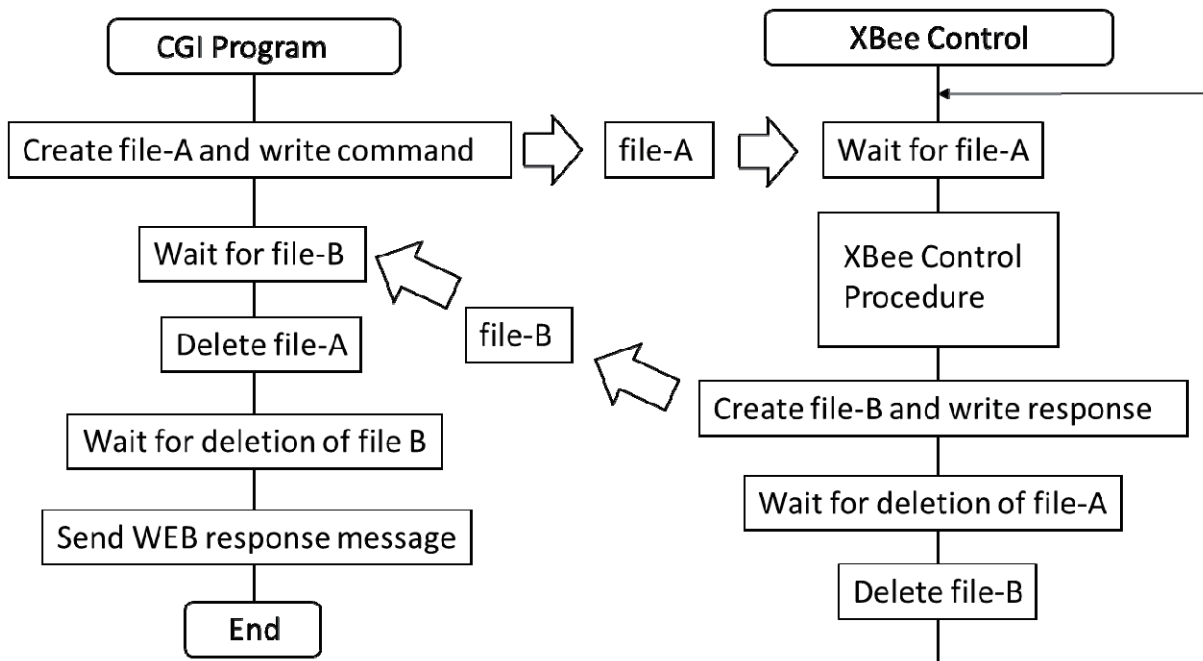 CGI Program
Create file-A and write command
Wait for file-B
Delete file-A
Wait for deletion of file B
Send WEB response message
End
file-A
file-B
XBee Control
Wait for file-A
XBee Control
Procedure
Create file-B and write response
Wait for deletion of file-A
Delete file-B